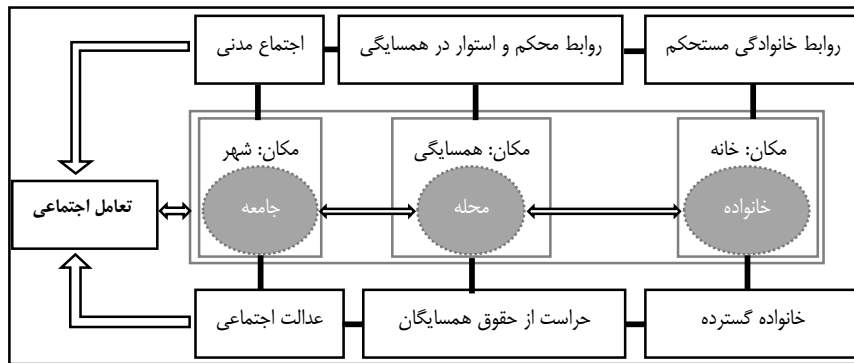 روابط خانوادگی مستحکم
روابط محکم و استوار در همسایگی
اجتماع مدنی
مکان: خانه
مکان: همسایگی
مکان: شهر
خانواده
محله
جامعه
تعامل اجتماعی
خانواده گسترده
حراست از حقوق همسایگان
عدالت اجتماعی